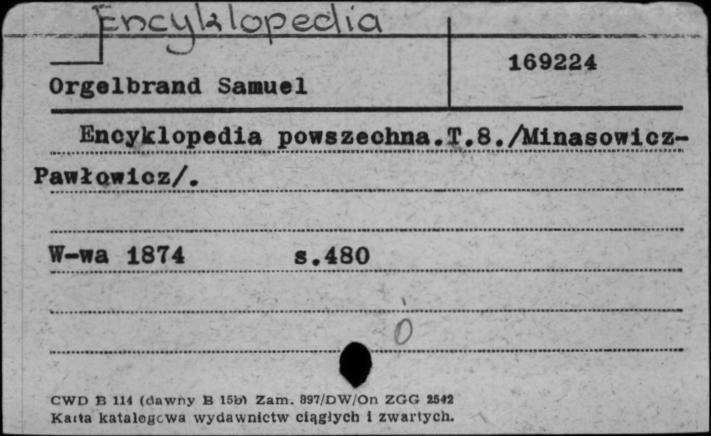 Encyklopedia
169224
Orgelbrand Samuel
Encyklopedia powszechna.T.8./Minasowicz-
Pawłowicz/.
W-wa 1874 s.480
Ó
CWD B 114 (dawny B 15b) Zam. 897/DW/On ZGG 2542
Karta katalogowa wydawnictw ciągłych i zwartych.